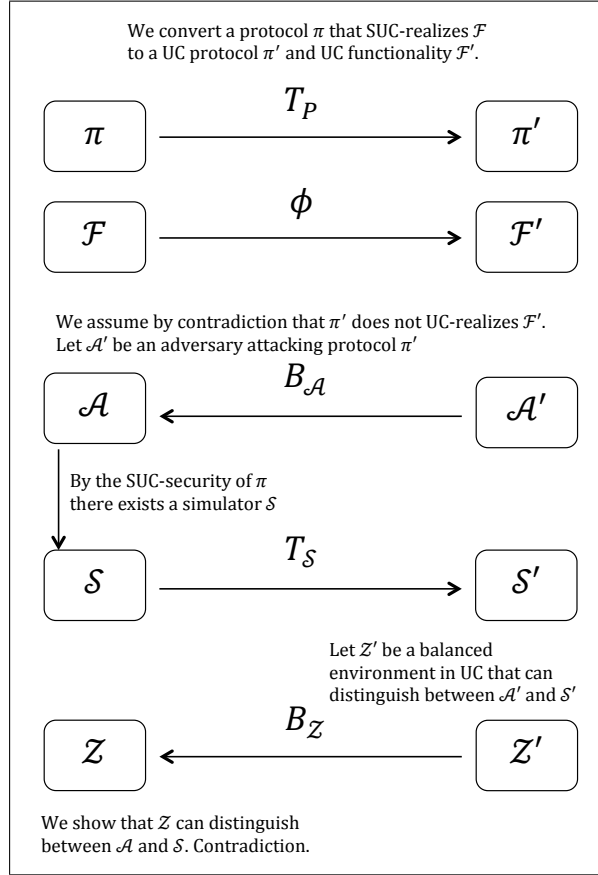 We convert a protocol π that SUC-realizes ℱ
to a UC protocol π′ and UC functionality ℱ′.
T_P
π π′
ϕ
ℱ ℱ′
We assume by contradiction that π′ does not UC-realizes ℱ′.
Let 𝒜′ be an adversary attacking protocol π′
B_𝒜
𝒜 𝒜′
By the SUC-security of π
there exists a simulator 𝒮
T_𝒮
𝒮 𝒮′
Let 𝒵′ be a balanced
environment in UC that can
distinguish between 𝒜′ and 𝒮′
B_𝒵
𝒵 𝒵′
We show that 𝒵 can distinguish
between 𝒜 and 𝒮. Contradiction.